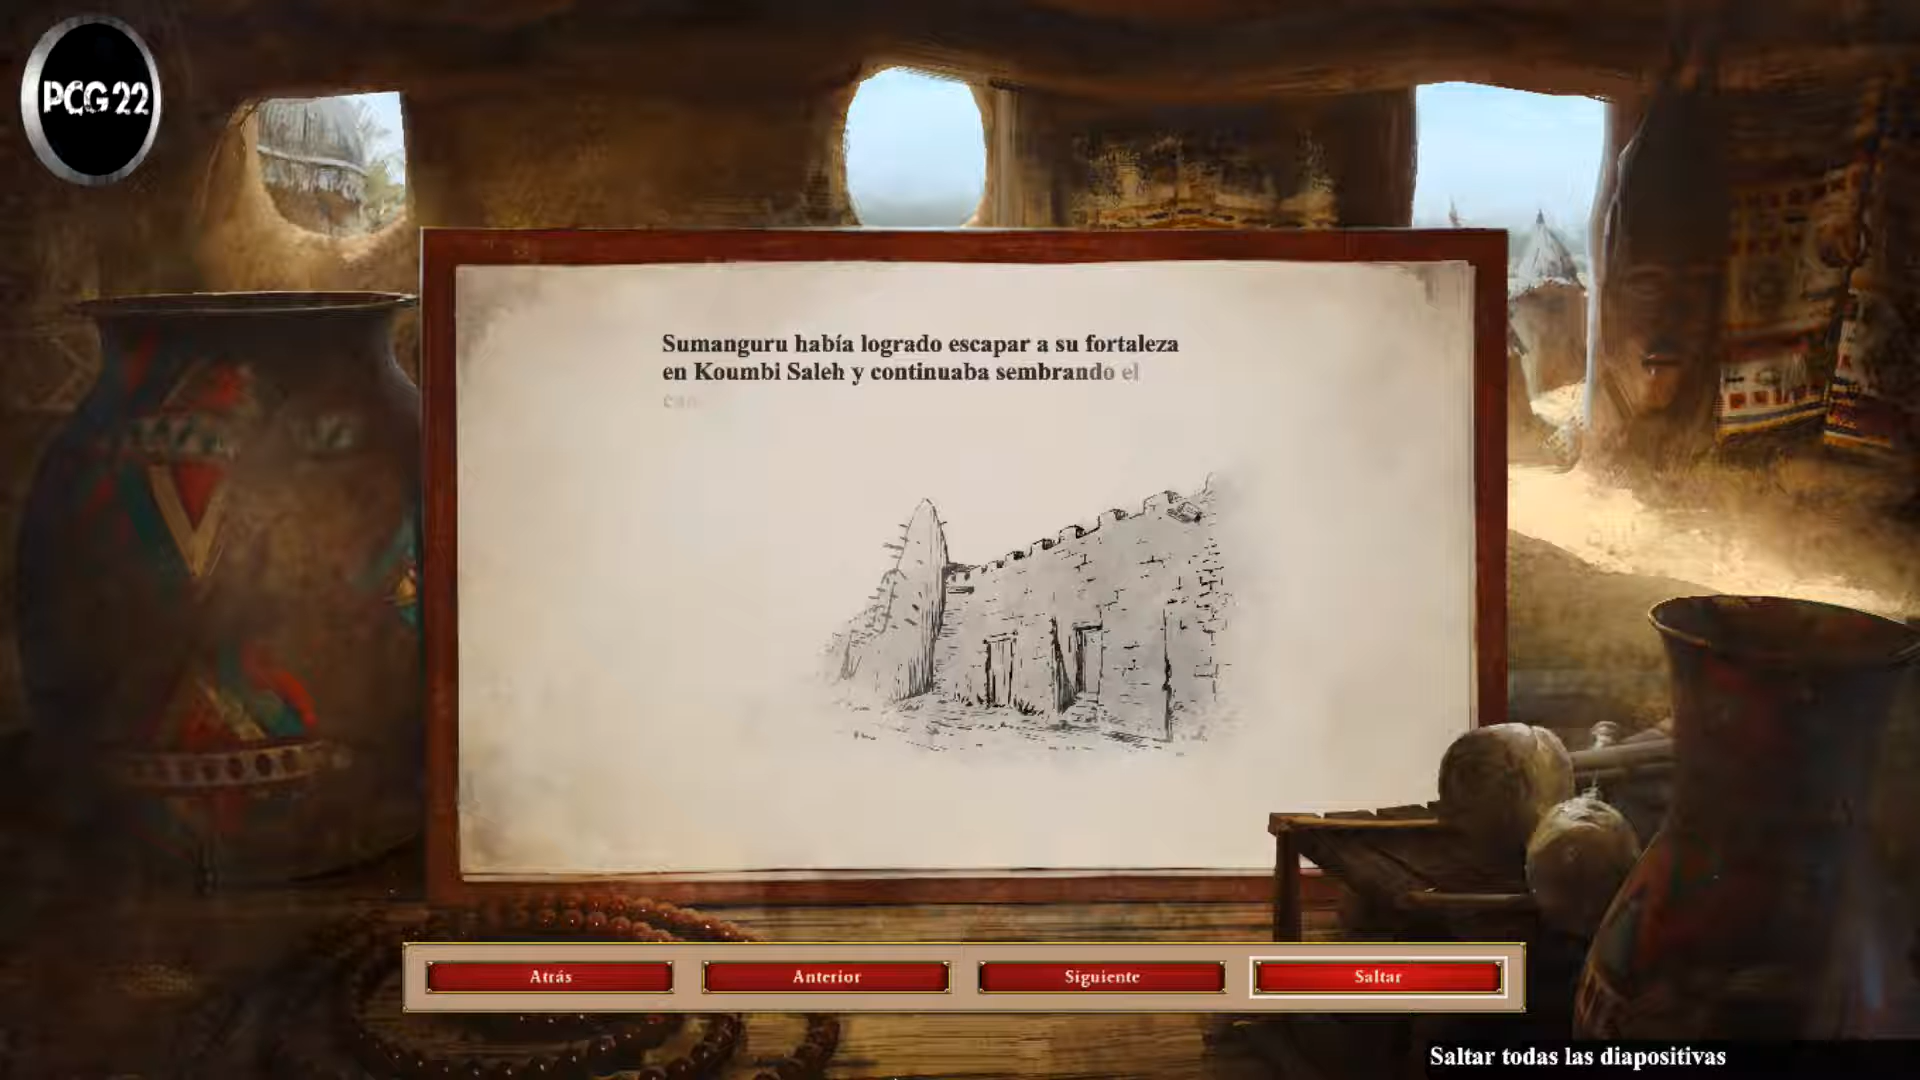 PCG 22
Sumanguru había logrado escapar a su fortaleza
en Koumbi Saleh y continuaba sembrando el
Atrás
Anterior
Siguiente
Saltar
Saltar todas las diapositivas